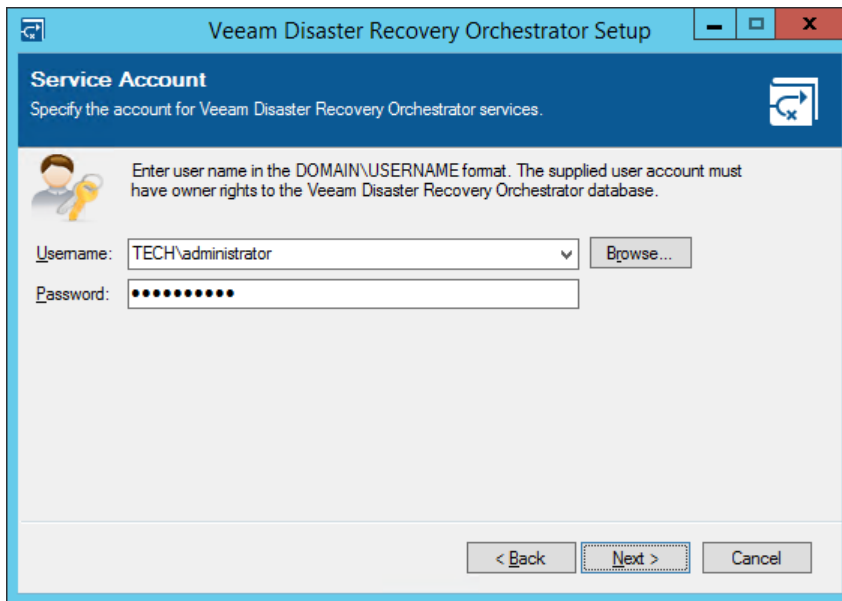 Veeam Disaster Recovery Orchestrator Setup
Service Account
Specify the account for Veeam Disaster Recovery Orchestrator services.
Enter user name in the DOMAIN\USERNAME format. The supplied user account must
have owner rights to the Veeam Disaster Recovery Orchestrator database.
Username: TECH\administrator Browse...
Password: ●●●●●●●●●●
< Back Next > Cancel